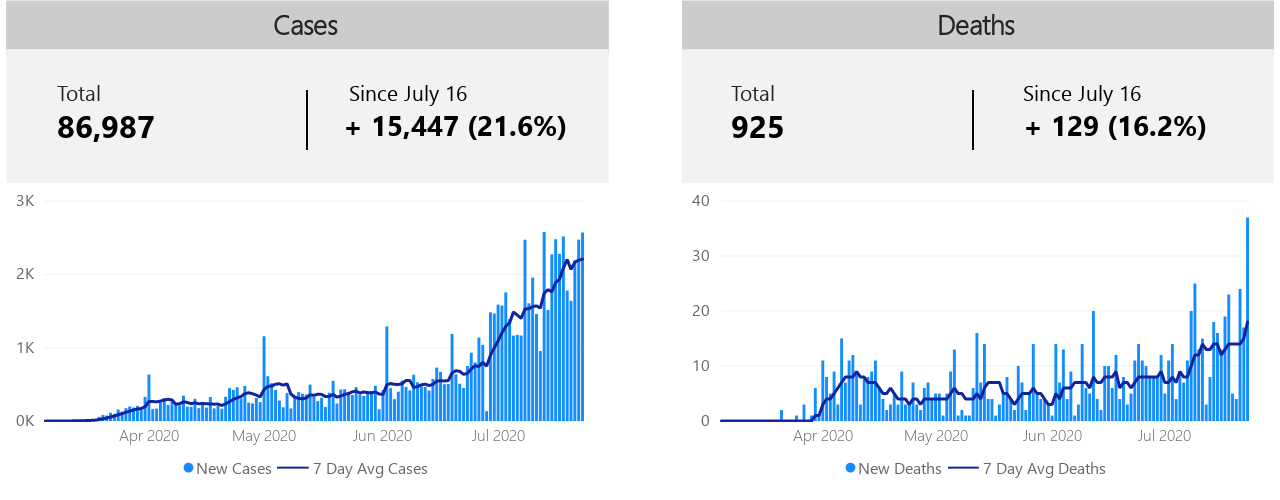 Cases
Total
86,987
Since July 16
+ 15,447 (21.6%)
3K
2K
1K
0K
Apr 2020 May 2020 Jun 2020 Jul 2020
New Cases 7 Day Avg Cases
Deaths
Total
925
Since July 16
+ 129 (16.2%)
40
30
20
10
0
Apr 2020 May 2020 Jun 2020 Jul 2020
New Deaths 7 Day Avg Deaths